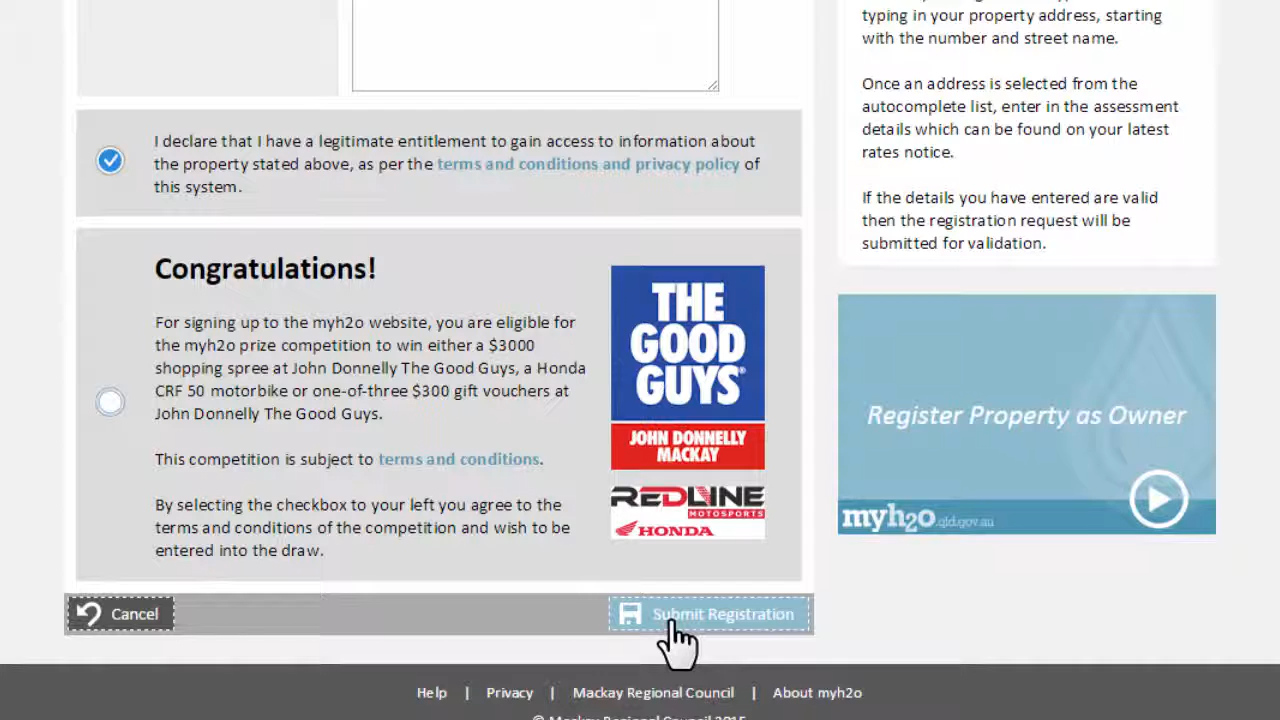 typing in your property address, starting
with the number and street name.
Once an address is selected from the
autocomplete list, enter in the assessment
details which can be found on your latest
rates notice.
If the details you have entered are valid
then the registration request will be
submitted for validation.
I declare that I have a legitimate entitlement to gain access to information about
the property stated above, as per the terms and conditions and privacy policy of
this system.
Congratulations!
For signing up to the myh2o website, you are eligible for
the myh2o prize competition to win either a $3000
shopping spree at John Donnelly The Good Guys, a Honda
CRF 50 motorbike or one-of-three $300 gift vouchers at
John Donnelly The Good Guys.
This competition is subject to terms and conditions.
By selecting the checkbox to your left you agree to the
terms and conditions of the competition and wish to be
entered into the draw.
THE
GOOD
GUYS®
JOHN DONNELLY
MACKAY
REDLINE
MOTOSPORTS
HONDA
Register Property as Owner
myh2o.qld.gov.au
Cancel
Submit Registration
Help | Privacy | Mackay Regional Council | About myh2o
© Mackay Regional Council 2015